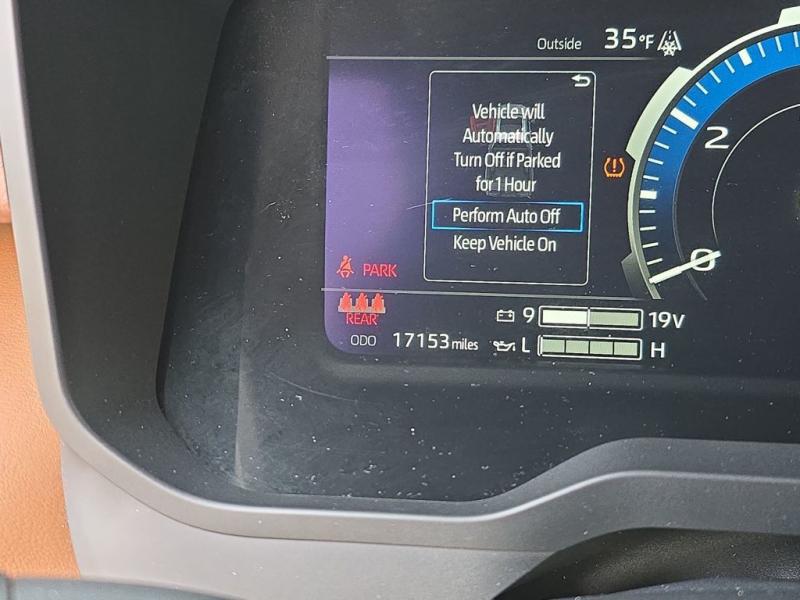 Outside 35°F
Vehicle will
Automatically
Turn Off if Parked
for 1 Hour
Perform Auto Off
Keep Vehicle On
2
0
PARK
REAR
9 19V
ODO 17153 miles
L H